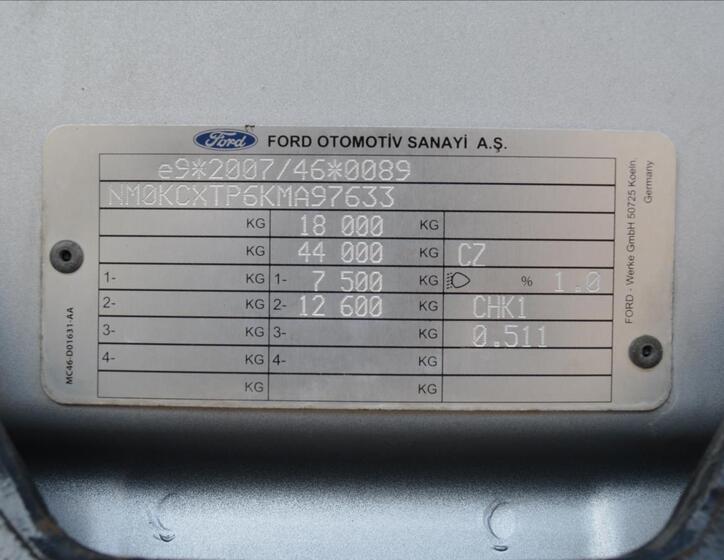 Ford FORD OTOMOTİV SANAYİ A.Ş.
e9*2007/46*0089
NM0KCXTP6KMA97633
KG 18 000 KG
KG 44 000 KG CZ
1- KG 1- 7 500 KG % 1.0
2- KG 2- 12 600 KG CHK1
3- KG 3- KG 0.511
4- KG 4- KG
KG KG
MC46-D01631-AA
FORD - Werke GmbH 50725 Koeln,
Germany